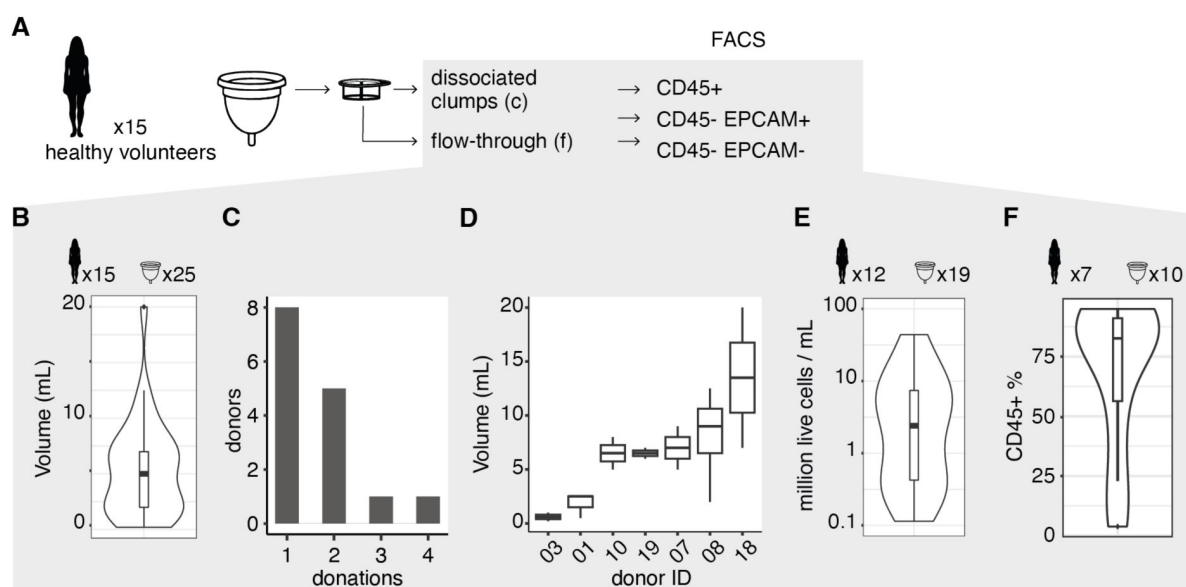 A
FACS
x15
healthy volunteers
dissociated
clumps (c)
flow-through (f)
CD45+
CD45- EPCAM+
CD45- EPCAM-
B
x15
x25
Volume (mL)
20
10
0
C
donors
8
6
4
2
0
1 2 3 4
donations
D
Volume (mL)
20
15
10
5
0
03 01 10 19 07 08 18
donor ID
E
x12
x19
million live cells / mL
100
10
1
0.1
F
x7
x10
CD45+ %
75
50
25
0